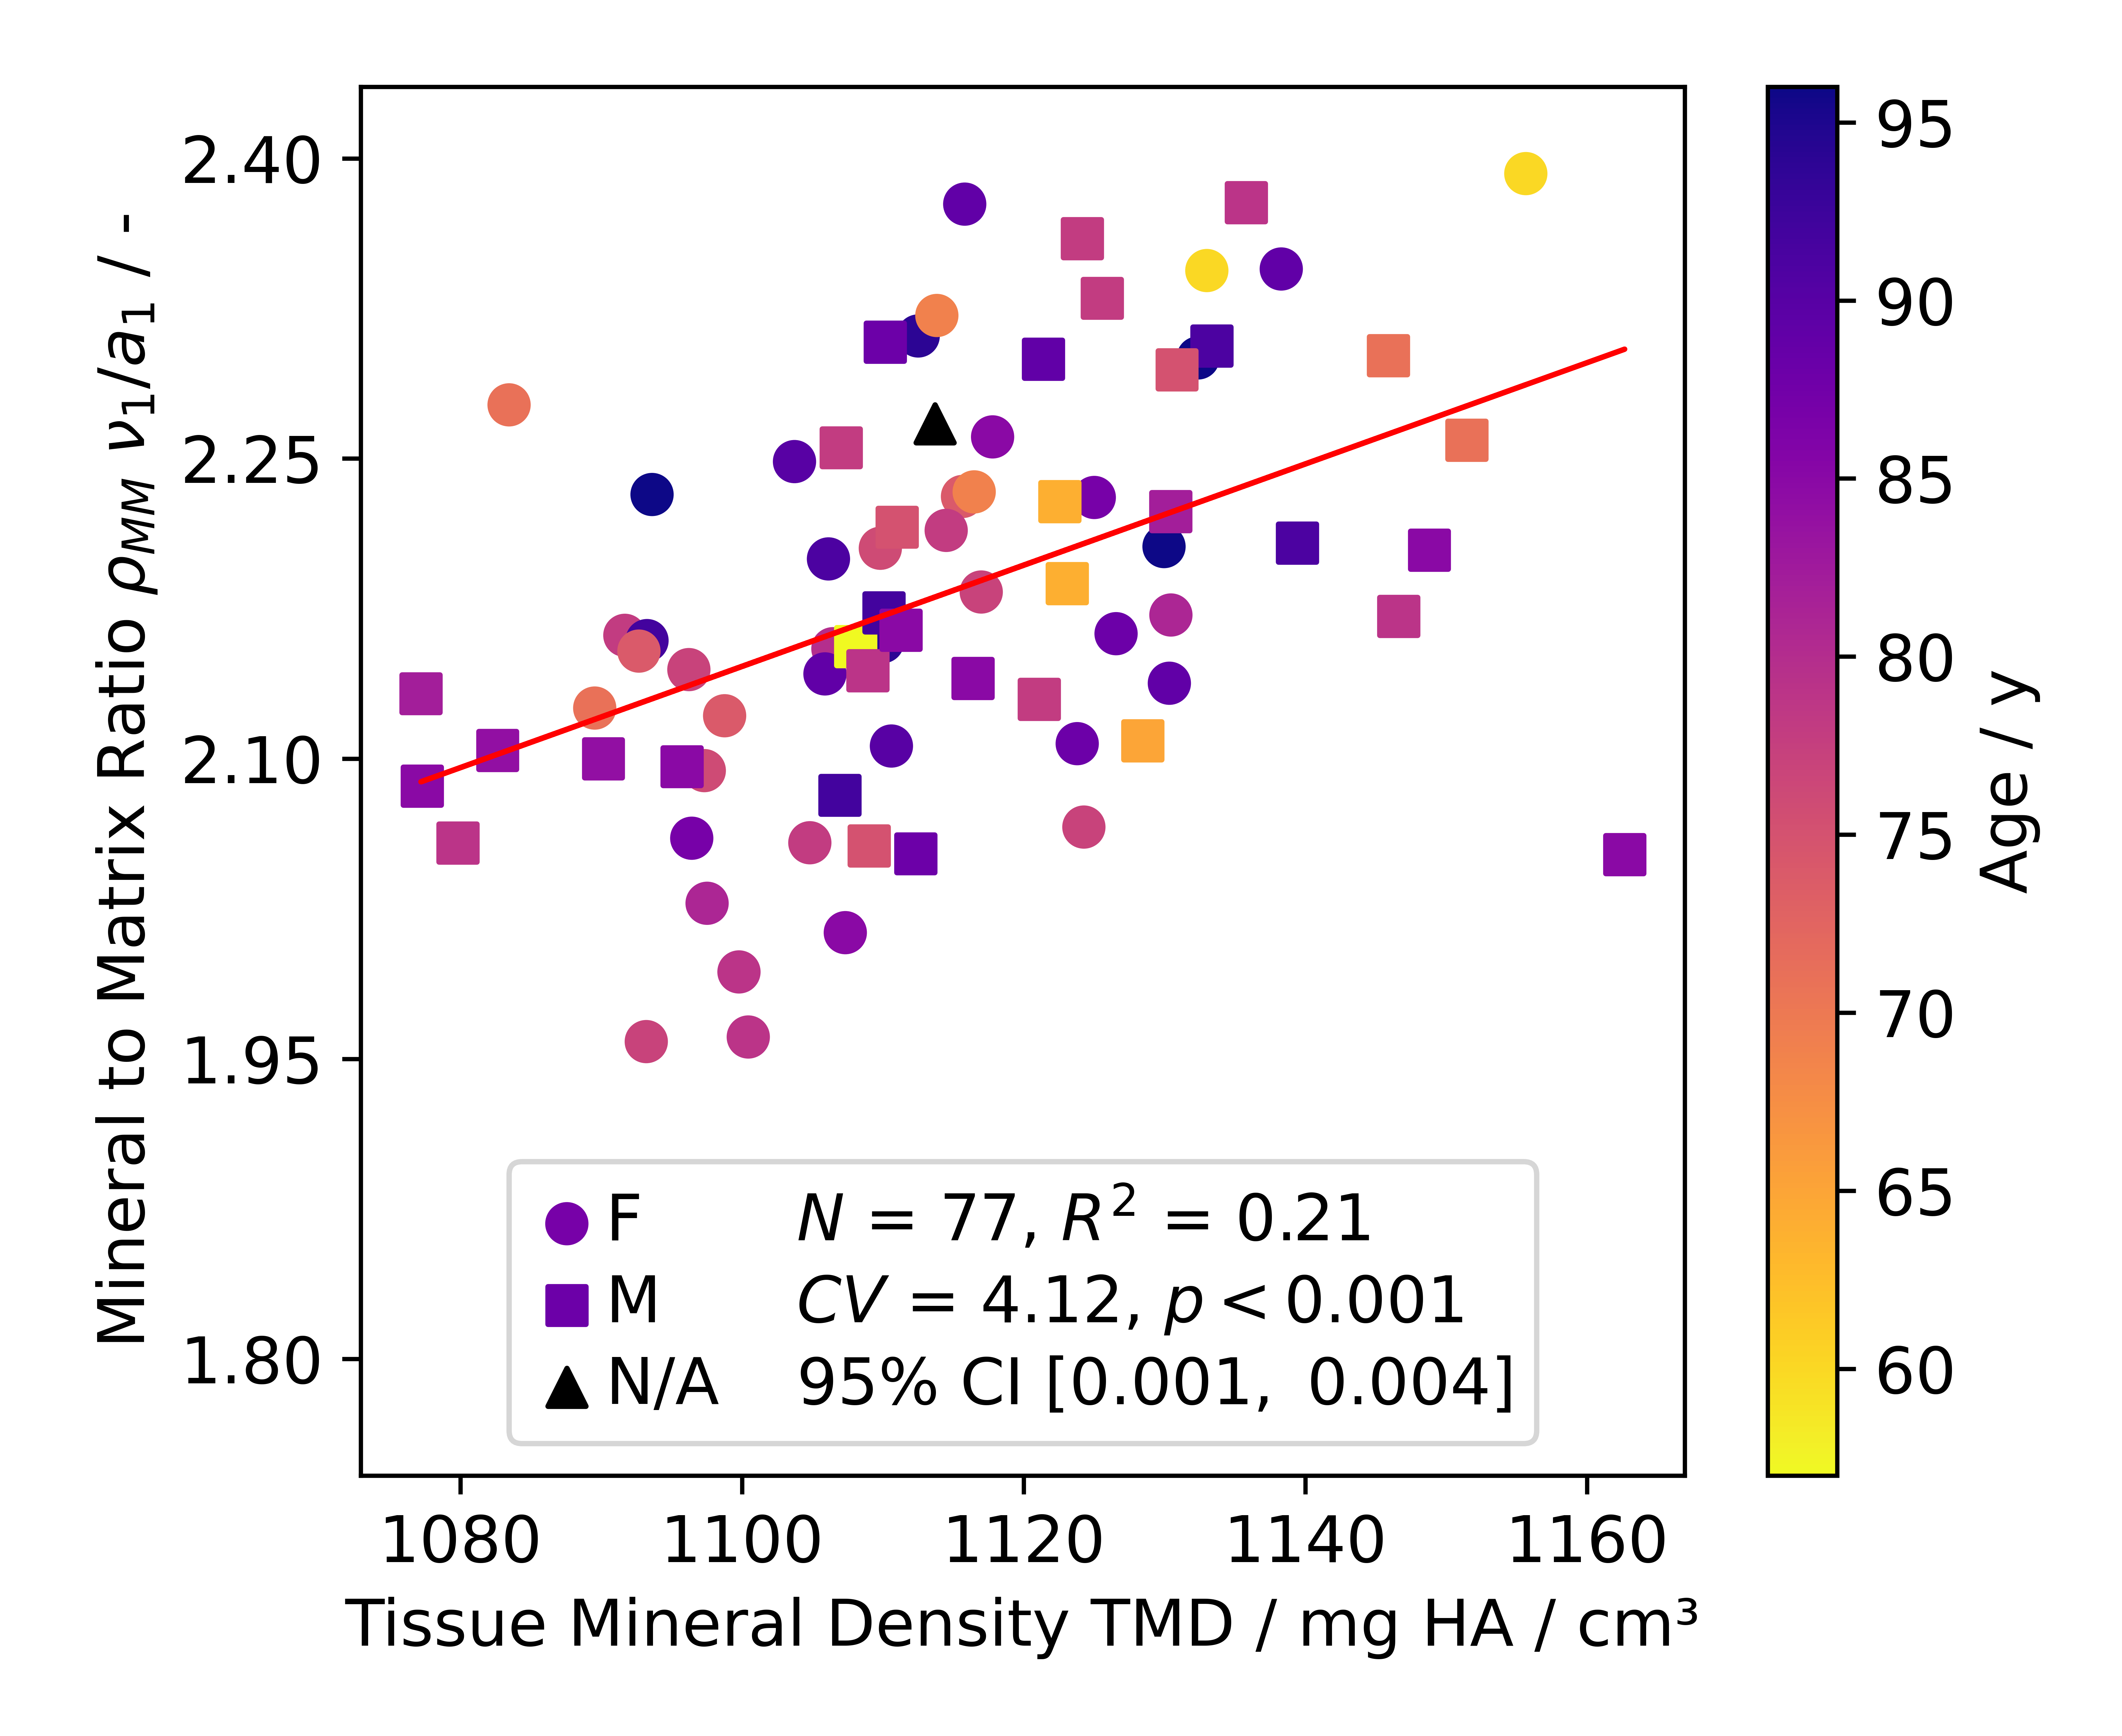 2.40
2.25
2.10
1.95
1.80
Mineral to Matrix Ratio ρMM ν1/a1 / -
F N = 77, R² = 0.21
M CV = 4.12, p < 0.001
N/A 95% CI [0.001, 0.004]
1080 1100 1120 1140 1160
Tissue Mineral Density TMD / mg HA / cm³
95
90
85
80
75
70
65
60
Age / y